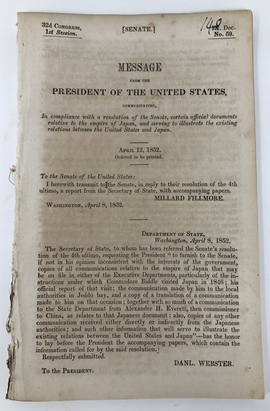 32d Congress,
1st Session.
[SENATE.]
Ex. Doc.
No. 59.
MESSAGE
FROM THE
PRESIDENT OF THE UNITED STATES,
COMMUNICATING,
In compliance with a resolution of the Senate, certain official documents
relative to the empire of Japan, and serving to illustrate the existing
relations between the United States and Japan.
April 12, 1852.
Ordered to be printed.
To the Senate of the United States:
I herewith transmit to the Senate, in reply to their resolution of the 4th
ultimo, a report from the Secretary of State, with accompanying papers.
MILLARD FILLMORE.
Washington, April 8, 1852.
Department of State,
Washington, April 8, 1852.
The Secretary of State, to whom has been referred the Senate's resolu-
tion of the 4th ultimo, requesting the President "to furnish to the Senate,
if not in his opinion inconsistent with the interests of the government,
copies of all communications relative to the empire of Japan that may
be on file in either of the Executive Departments, particularly of the in-
structions under which Commodore Biddle visited Japan in 1846; his
official report of that visit; the communication made by him to the local
authorities in Jeddo bay, and a copy of a translation of a communication
made to him on that occasion; together with so much of a communication
to the State Department from Alexander H. Everett, then commissioner
to China, as relates to that Japanese document; also, copies of any other
communications received either directly or indirectly from the Japanese
authorities; and such other information that will serve to illustrate the
existing relations between the United States and Japan"—has the honor
to lay before the President the accompanying papers, which contain the
information called for by the said resolution.
Respectfully submitted.
DANL. WEBSTER.
To the President.